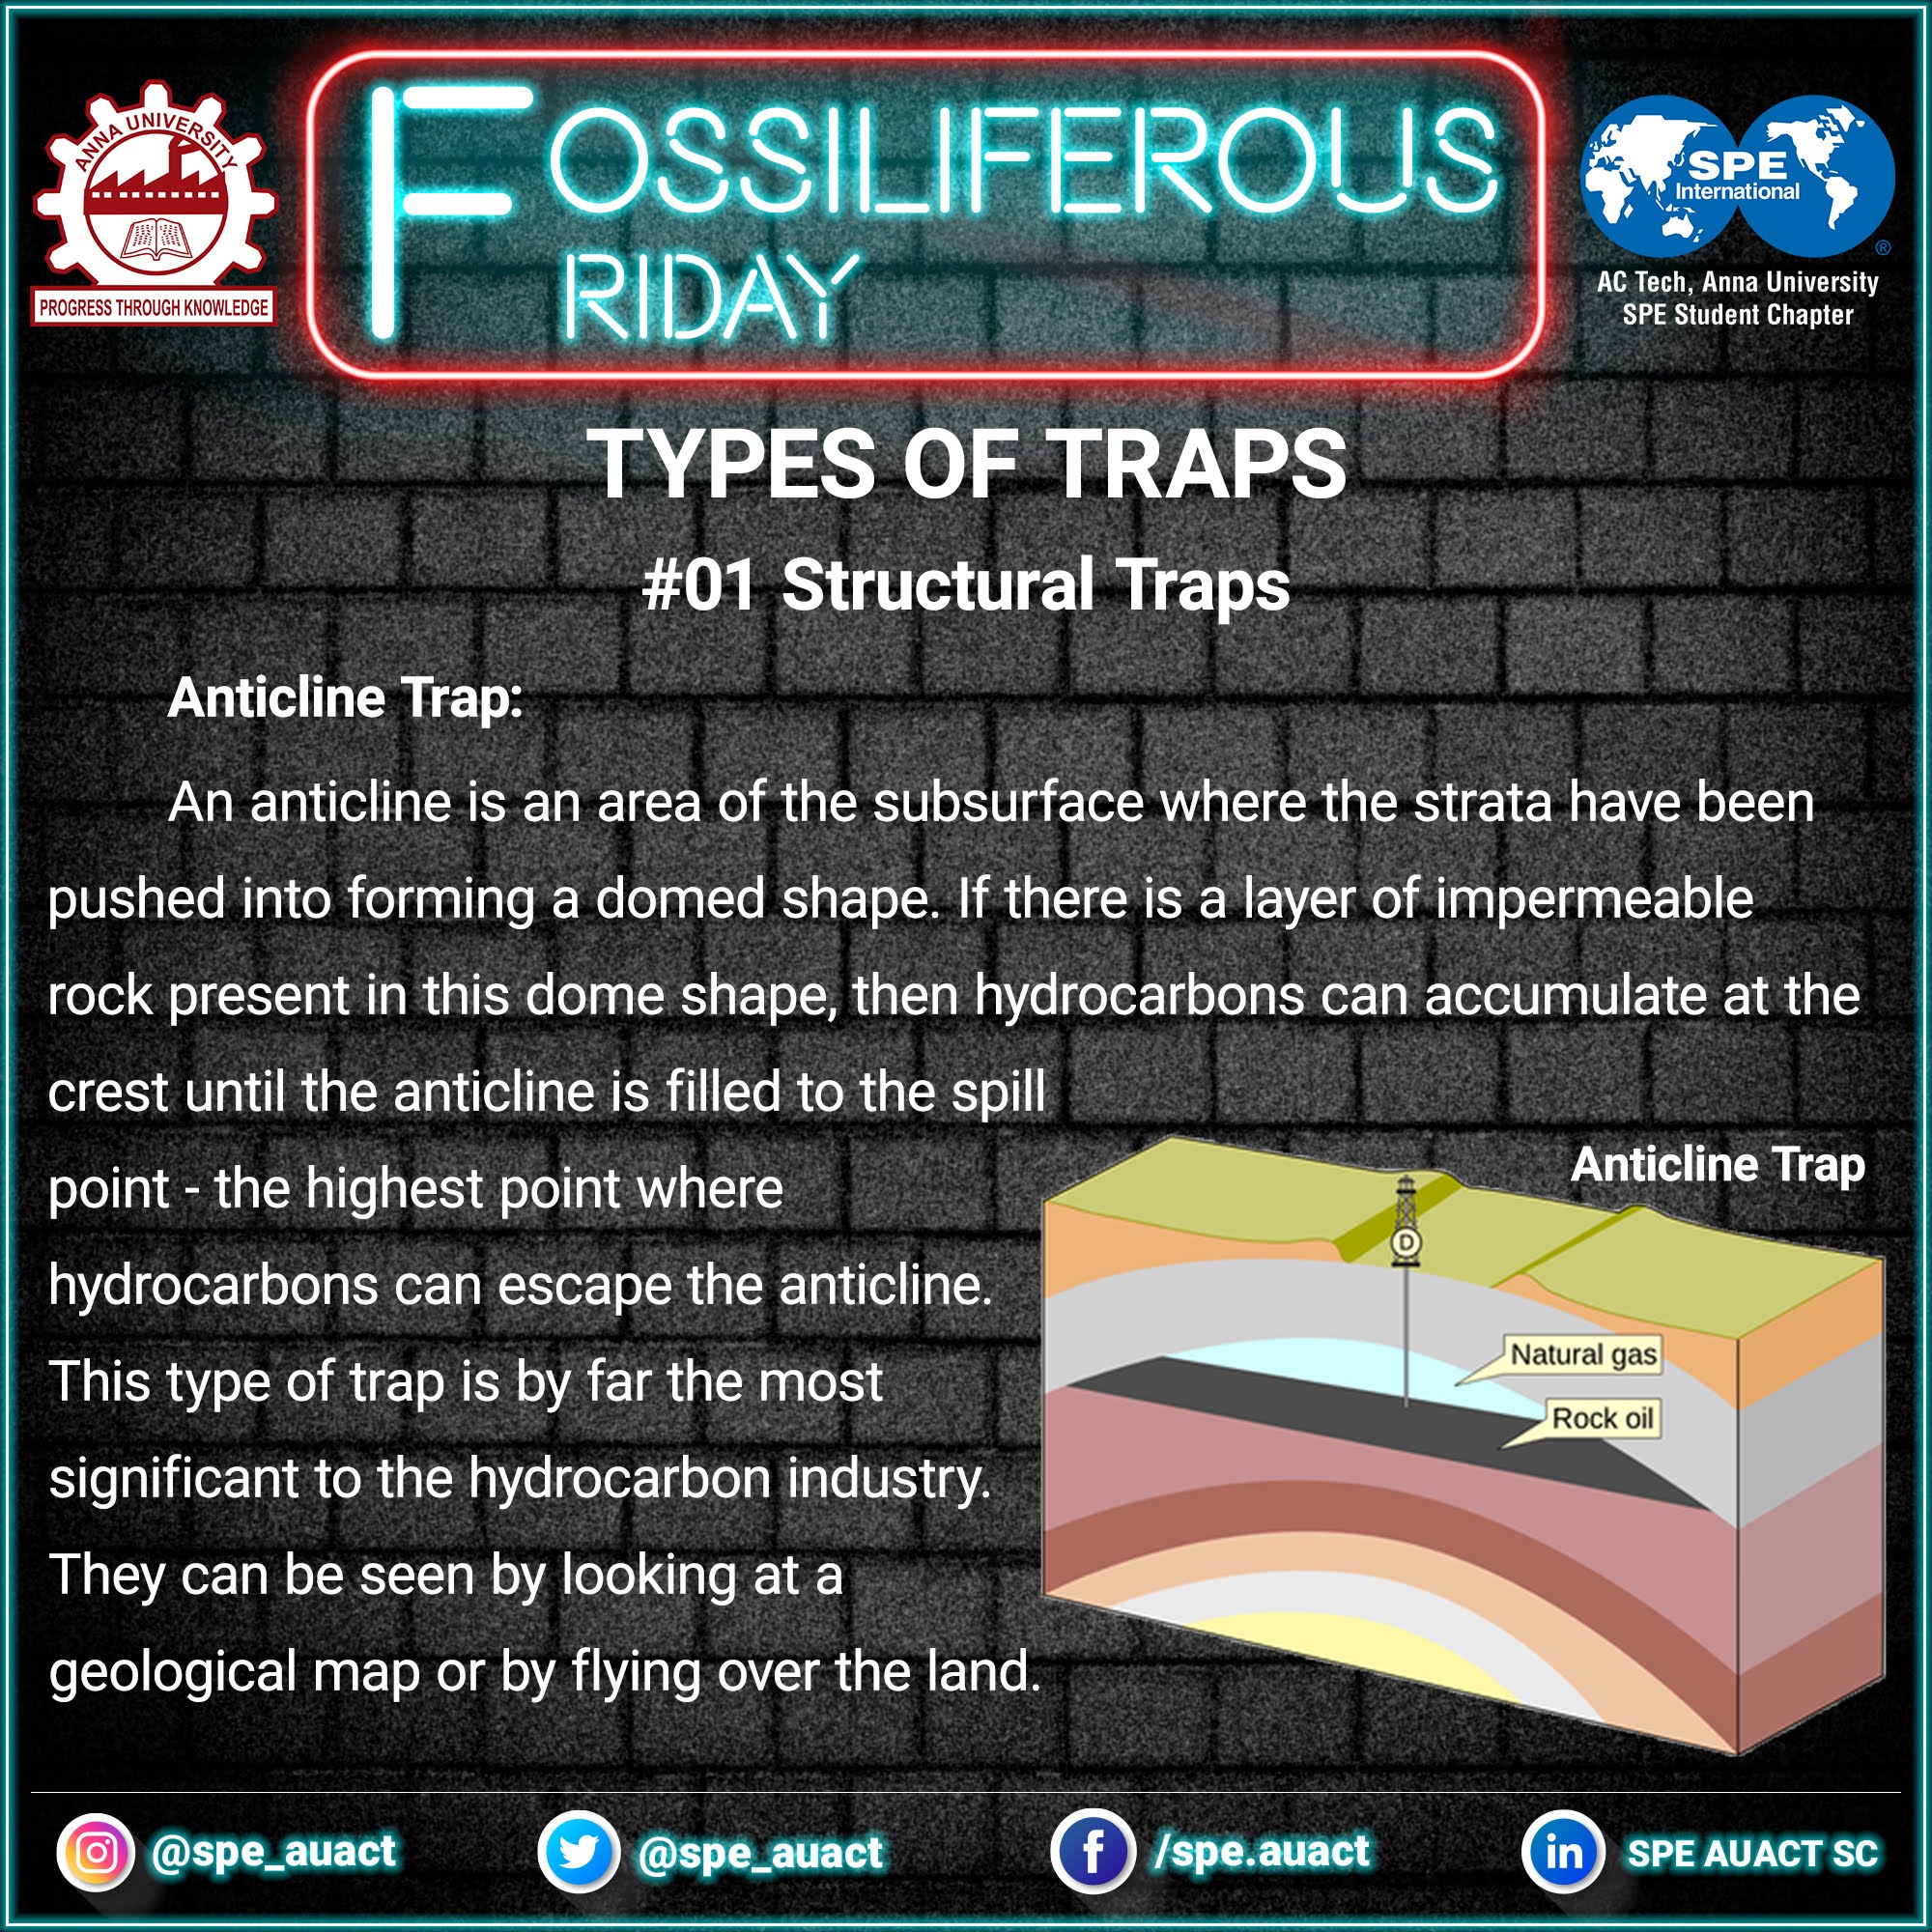 ANNA UNIVERSITY
PROGRESS THROUGH KNOWLEDGE
FOSSILIFEROUS
FRIDAY
SPE
International
®
AC Tech, Anna University
SPE Student Chapter
TYPES OF TRAPS
#01 Structural Traps
Anticline Trap:
An anticline is an area of the subsurface where the strata have been
pushed into forming a domed shape. If there is a layer of impermeable
rock present in this dome shape, then hydrocarbons can accumulate at the
crest until the anticline is filled to the spill
point - the highest point where
hydrocarbons can escape the anticline.
This type of trap is by far the most
significant to the hydrocarbon industry.
They can be seen by looking at a
geological map or by flying over the land.
Anticline Trap
D
Natural gas
Rock oil
@spe_auact
@spe_auact
/spe.auact
SPE AUACT SC